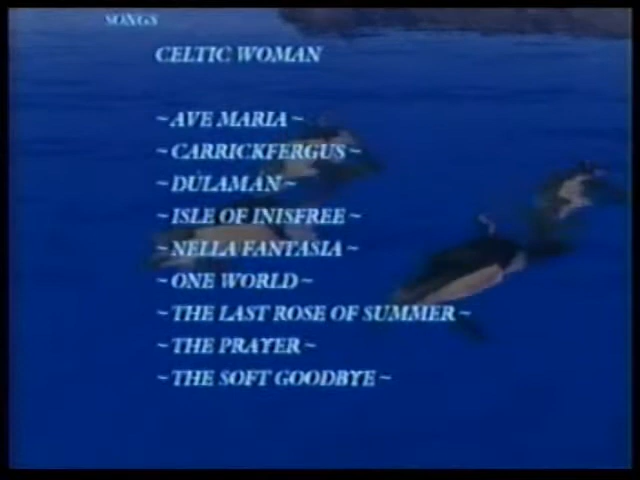 SONGS
CELTIC WOMAN
~AVE MARIA~
~CARRICKFERGUS~
~DÚLAMÁN~
~ISLE OF INISFREE~
~NELLA FANTASIA~
~ONE WORLD~
~THE LAST ROSE OF SUMMER~
~THE PRAYER~
~THE SOFT GOODBYE~